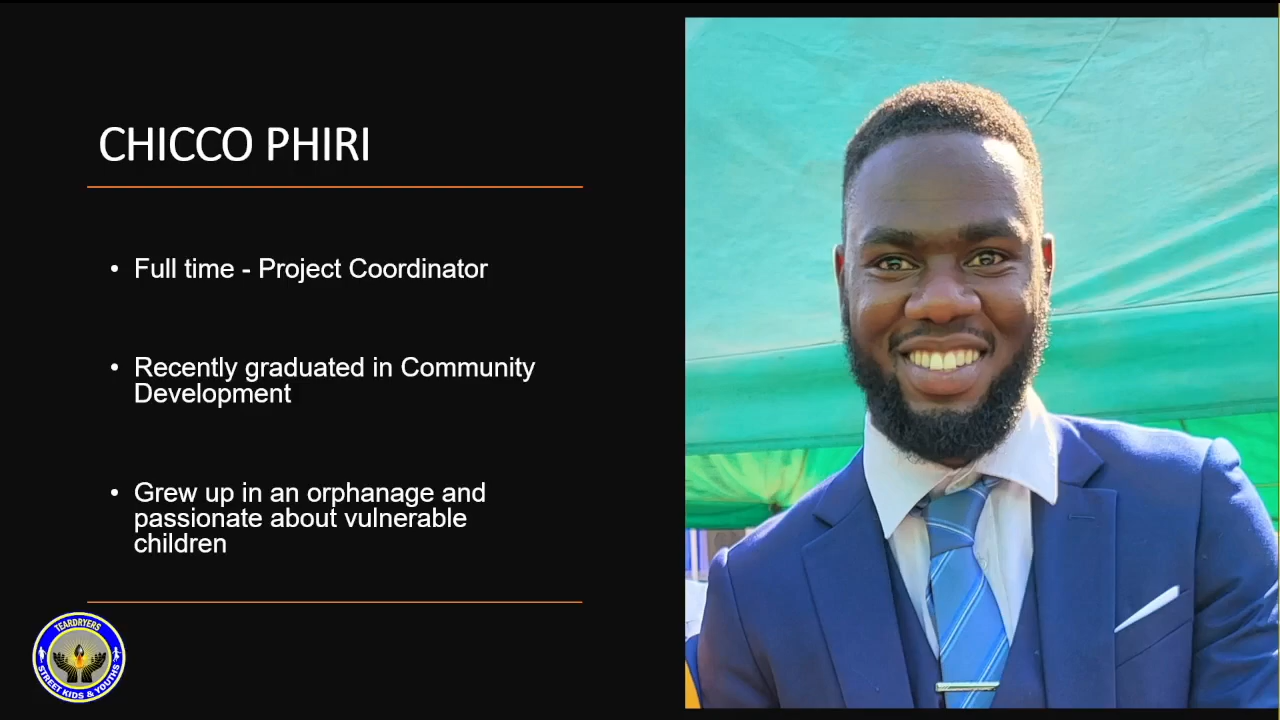 CHICCO PHIRI
• Full time - Project Coordinator
• Recently graduated in Community
Development
• Grew up in an orphanage and
passionate about vulnerable
children
TEARDRYERS
STREET KIDS & YOUTHS